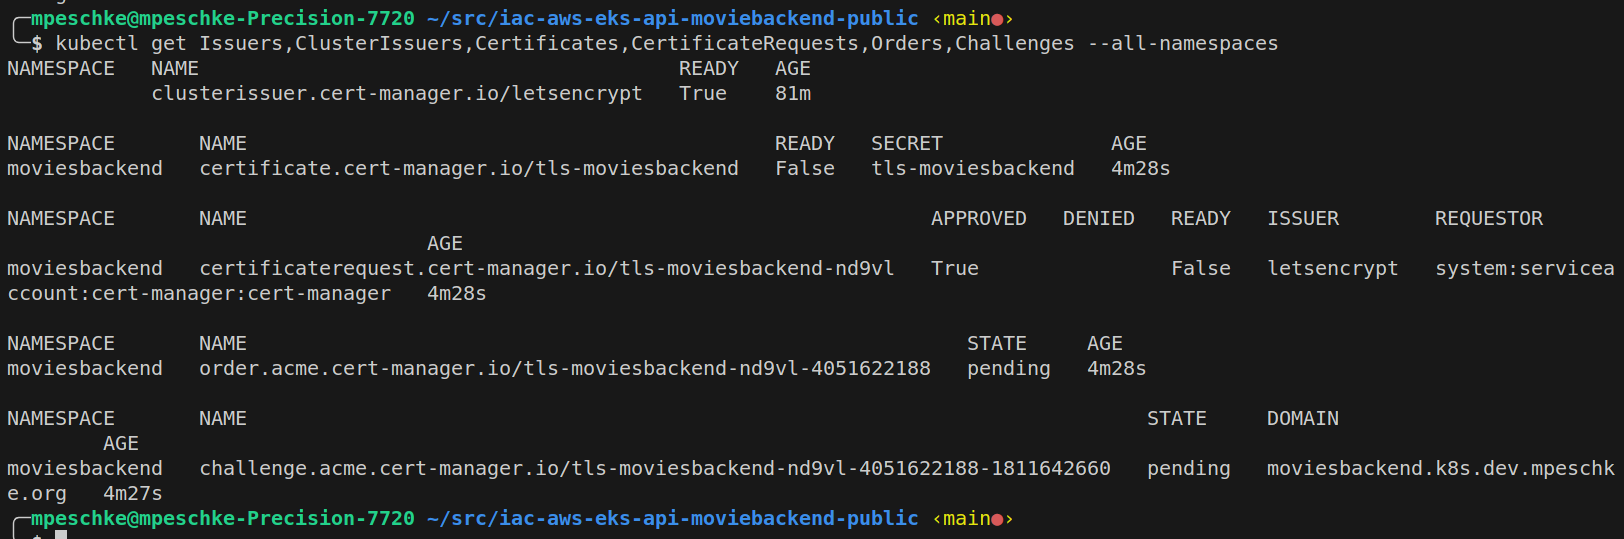 mpeschke@mpeschke-Precision-7720 ~/src/iac-aws-eks-api-moviebackend-public ‹main●›
$ kubectl get Issuers,ClusterIssuers,Certificates,CertificateRequests,Orders,Challenges --all-namespaces
NAMESPACE   NAME                                        READY   AGE
            clusterissuer.cert-manager.io/letsencrypt   True    81m
NAMESPACE       NAME                                            READY   SECRET              AGE
moviesbackend   certificate.cert-manager.io/tls-moviesbackend   False   tls-moviesbackend   4m28s
NAMESPACE       NAME                                                         APPROVED   DENIED   READY   ISSUER        REQUESTOR
                                   AGE
moviesbackend   certificaterequest.cert-manager.io/tls-moviesbackend-nd9vl   True                False   letsencrypt   system:servicea
ccount:cert-manager:cert-manager   4m28s
NAMESPACE       NAME                                                            STATE     AGE
moviesbackend   order.acme.cert-manager.io/tls-moviesbackend-nd9vl-4051622188   pending   4m28s
NAMESPACE       NAME                                                                           STATE     DOMAIN
        AGE
moviesbackend   challenge.acme.cert-manager.io/tls-moviesbackend-nd9vl-4051622188-1811642660   pending   moviesbackend.k8s.dev.mpeschk
e.org   4m27s
mpeschke@mpeschke-Precision-7720 ~/src/iac-aws-eks-api-moviebackend-public ‹main●›
$